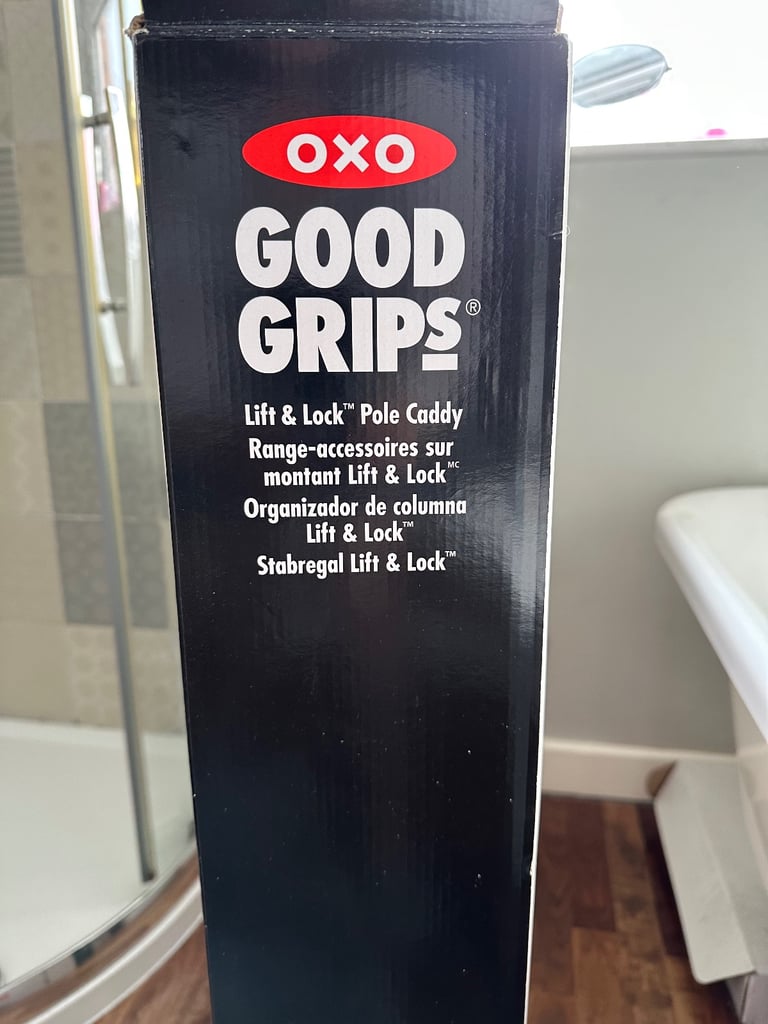 OXO
GOOD
GRIPS®
Lift & Lock™ Pole Caddy
Range-accessoires sur
montant Lift & Lock MC
Organizador de columna
Lift & Lock™
Stabregal Lift & Lock™